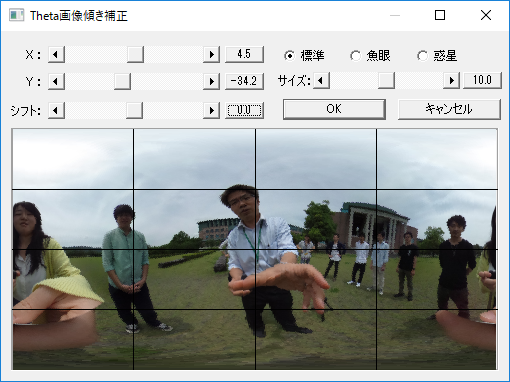 Theta画像傾き補正
X : 4.5 標準 魚眼 惑星
Y : -34.2 サイズ: 10.0
シフト: 0.0 OK キャンセル